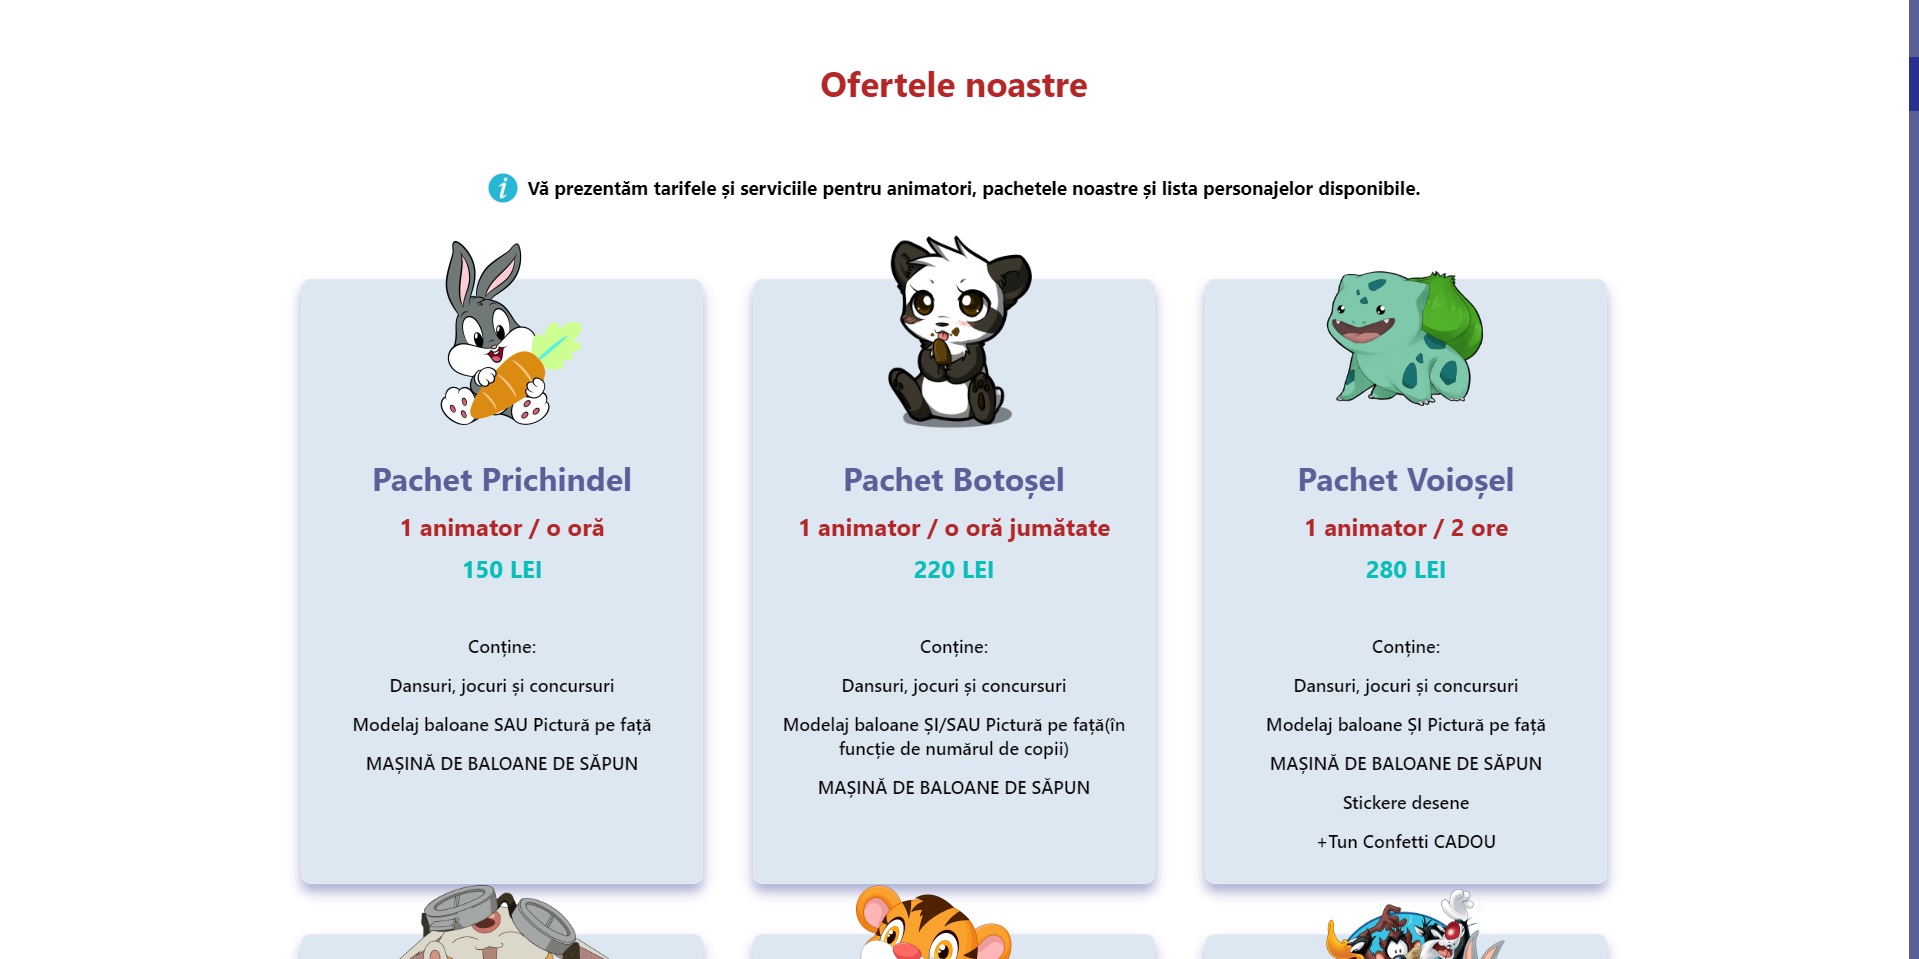 Ofertele noastre
i Vă prezentăm tarifele și serviciile pentru animatori, pachetele noastre și lista personajelor disponibile.
Pachet Prichindel
1 animator / o oră
150 LEI
Conține:
Dansuri, jocuri și concursuri
Modelaj baloane SAU Pictură pe față
MAȘINĂ DE BALOANE DE SĂPUN
Pachet Botoșel
1 animator / o oră jumătate
220 LEI
Conține:
Dansuri, jocuri și concursuri
Modelaj baloane ȘI/SAU Pictură pe față(în
funcție de numărul de copii)
MAȘINĂ DE BALOANE DE SĂPUN
Pachet Voioșel
1 animator / 2 ore
280 LEI
Conține:
Dansuri, jocuri și concursuri
Modelaj baloane ȘI Pictură pe față
MAȘINĂ DE BALOANE DE SĂPUN
Stickere desene
+Tun Confetti CADOU